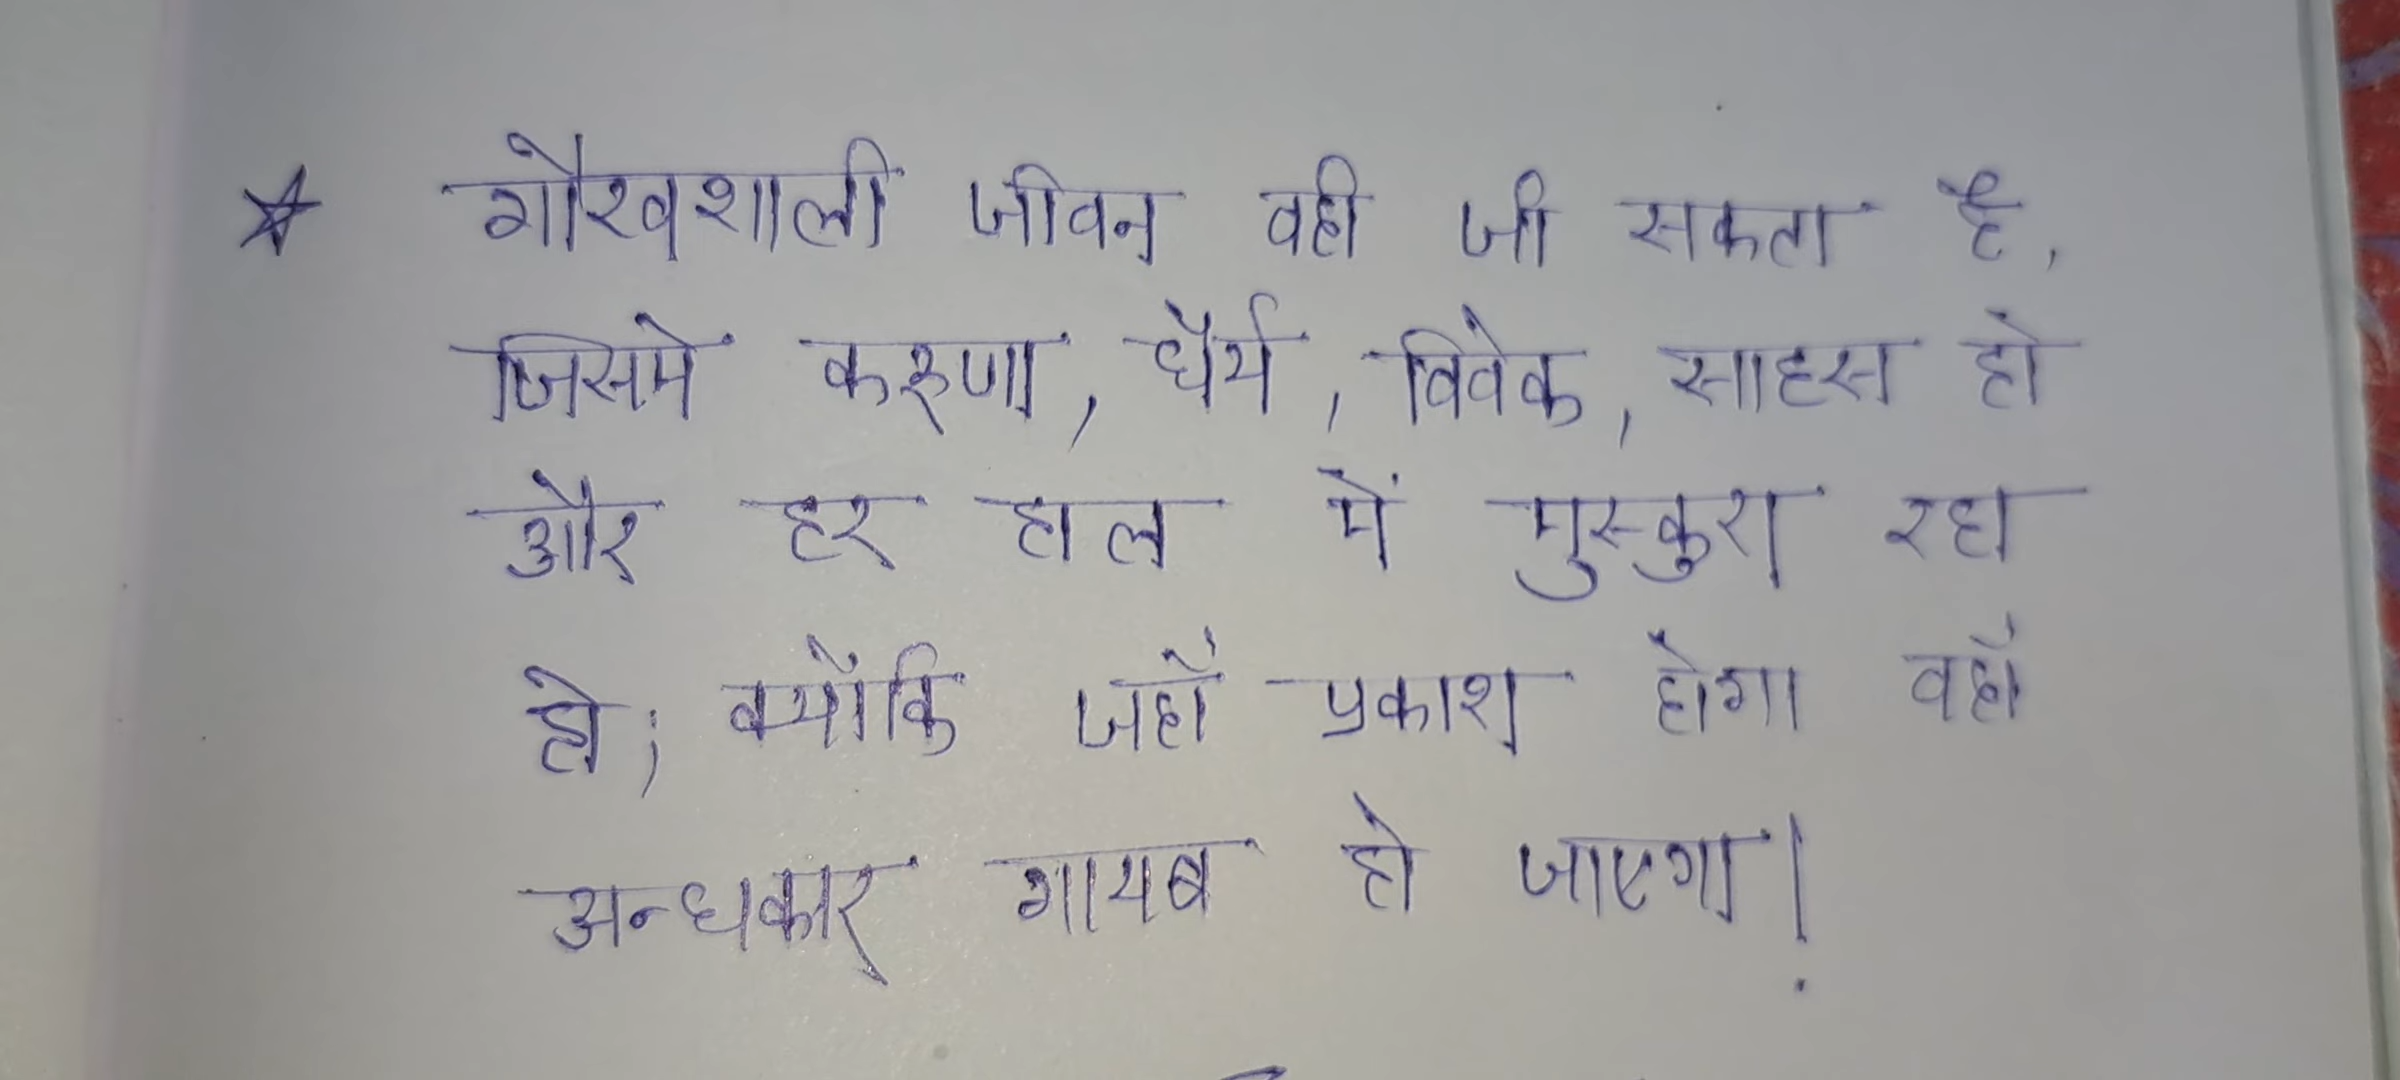 ☆ गौरवशाली जीवन वही जी सकता है,
जिसमे करुणा, धैर्य, विवेक, साहस हो
और हर हाल में मुस्कुरा रहा
हो; क्योंकि जहाँ प्रकाश होगा वहाँ
अन्धकार गायब हो जाएगा!